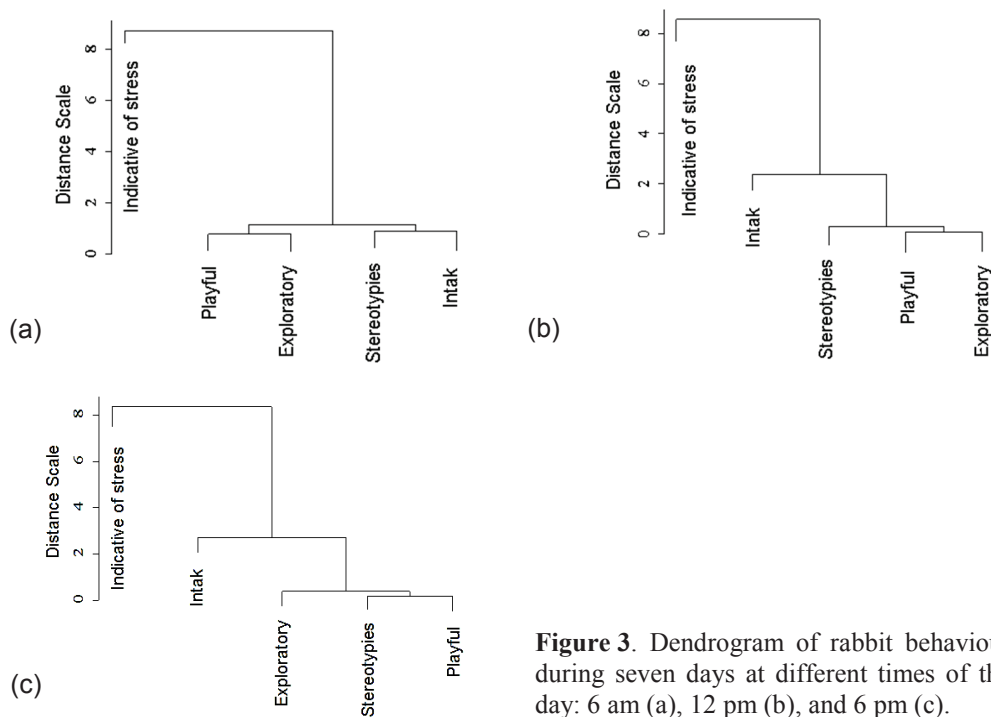 Distance Scale
8
6
4
2
0
Indicative of stress
Playful
Exploratory
Stereotypies
Intak
(a)
Distance Scale
8
6
4
2
0
Indicative of stress
Intak
Stereotypies
Playful
Exploratory
(b)
Distance Scale
8
6
4
2
0
Indicative of stress
Intak
Exploratory
Stereotypies
Playful
(c)
Figure 3. Dendrogram of rabbit behaviou
during seven days at different times of th
day: 6 am (a), 12 pm (b), and 6 pm (c).